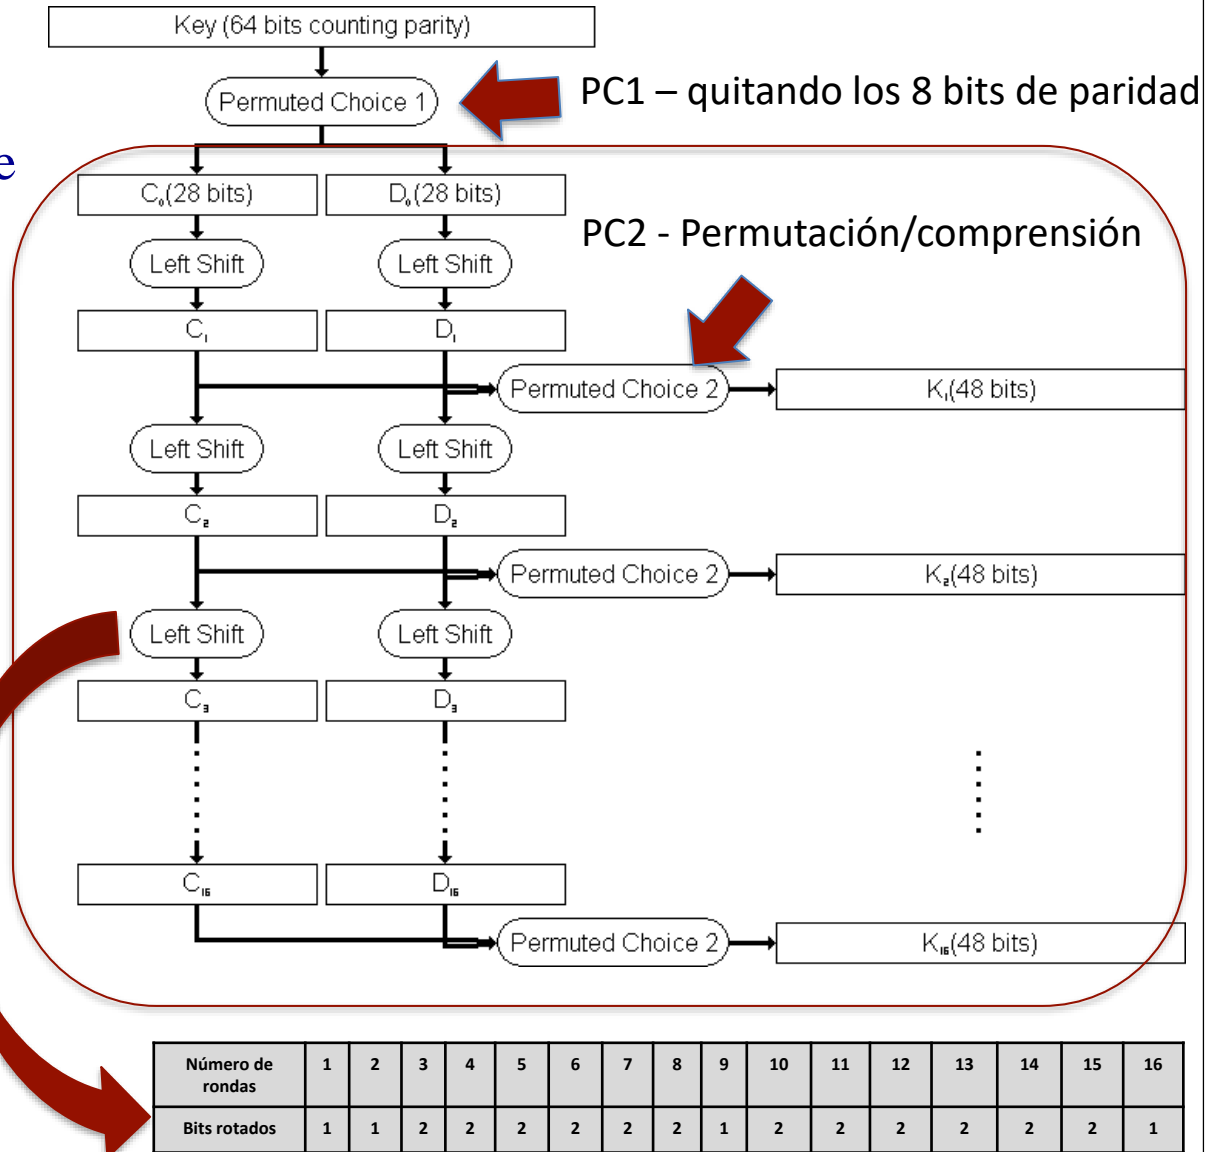 Key (64 bits counting parity)
Permuted Choice 1
PC1 – quitando los 8 bits de paridad
e
C₀(28 bits) D₀(28 bits)
PC2 - Permutación/comprensión
Left Shift Left Shift
C₁ D₁
Permuted Choice 2 K₁(48 bits)
Left Shift Left Shift
C₂ D₂
Permuted Choice 2 K₂(48 bits)
Left Shift Left Shift
C₃ D₃
C₁₆ D₁₆
Permuted Choice 2 K₁₆(48 bits)
Número de rondas 1 2 3 4 5 6 7 8 9 10 11 12 13 14 15 16
Bits rotados 1 1 2 2 2 2 2 2 1 2 2 2 2 2 2 1